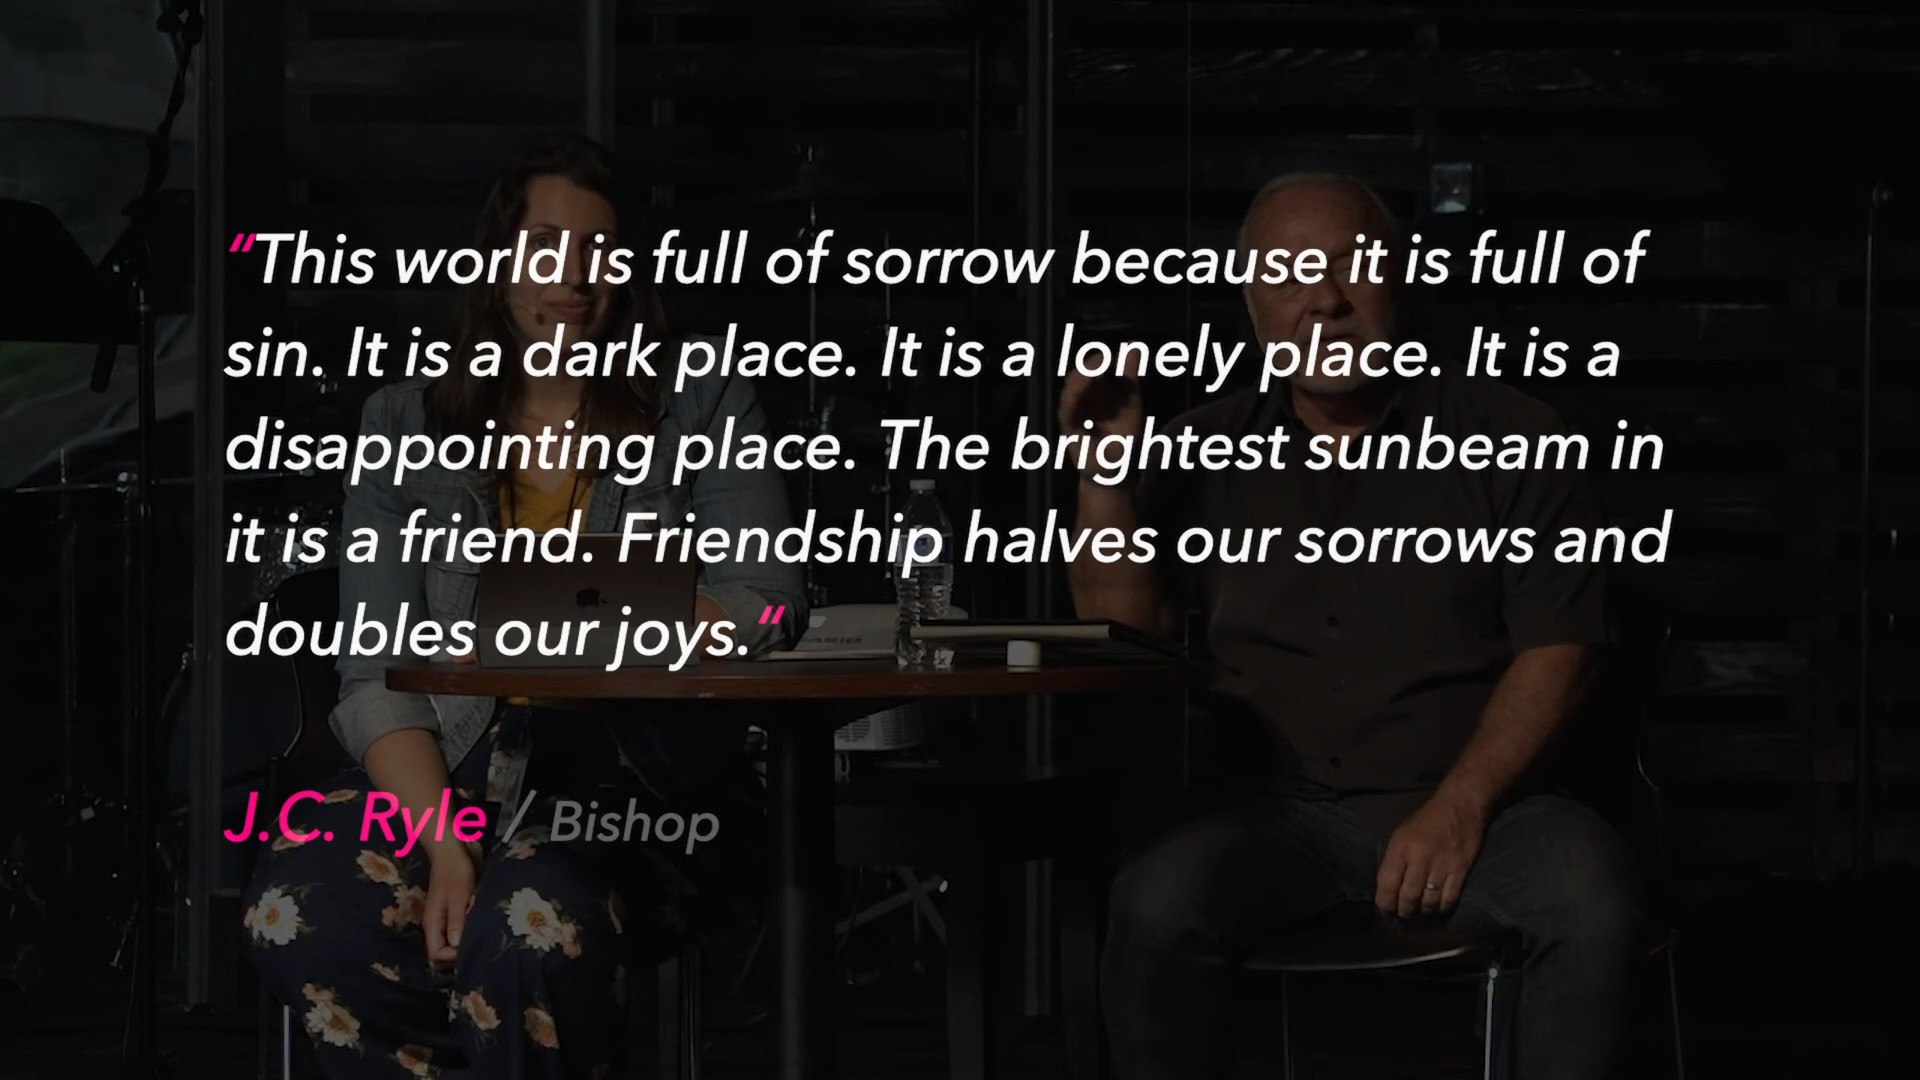 “This world is full of sorrow because it is full of
sin. It is a dark place. It is a lonely place. It is a
disappointing place. The brightest sunbeam in
it is a friend. Friendship halves our sorrows and
doubles our joys.“
J.C. Ryle / Bishop